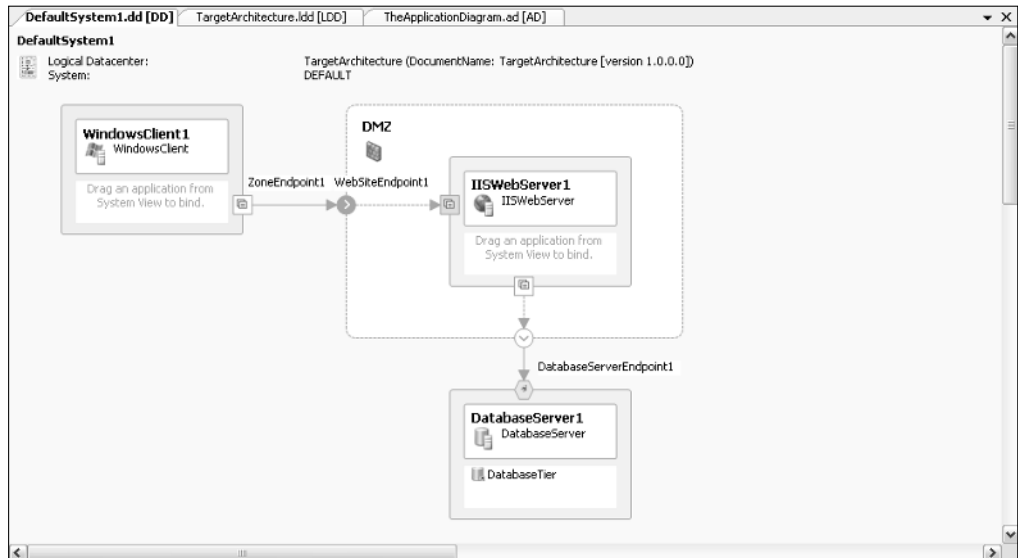 DefaultSystem1.dd [DD] TargetArchitecture.ldd [LDD] TheApplicationDiagram.ad [AD]
DefaultSystem1
Logical Datacenter: TargetArchitecture (DocumentName: TargetArchitecture [version 1.0.0.0])
System: DEFAULT
WindowsClient1
WindowsClient
Drag an application from
System View to bind.
ZoneEndpoint1 WebSiteEndpoint1
DMZ
IISWebServer1
IISWebServer
Drag an application from
System View to bind.
DatabaseServerEndpoint1
DatabaseServer1
DatabaseServer
DatabaseTier